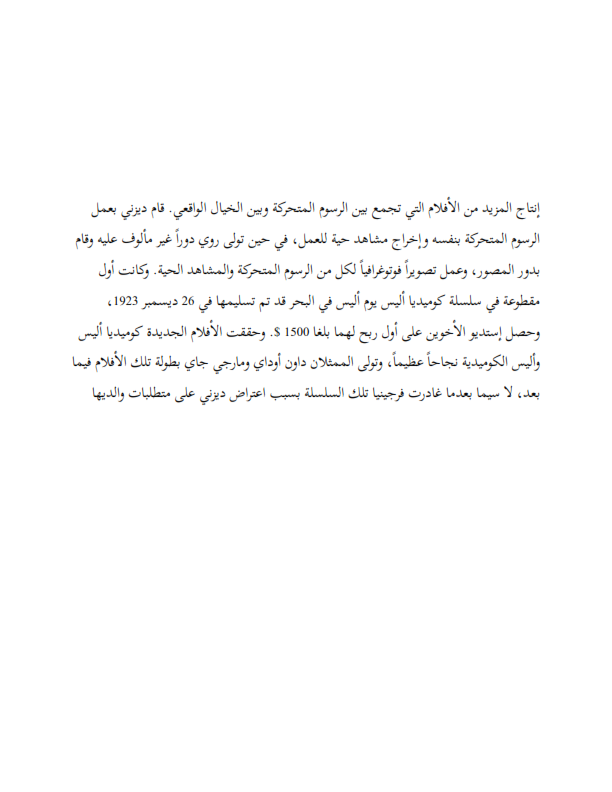 إنتاج المزيد من الأفلام التي تجمع بين الرسوم المتحركة وبين الخيال الواقعي. قام ديزني بعمل
الرسوم المتحركة بنفسه وإخراج مشاهد حية للعمل، في حين تولى روي دوراً غير مألوف عليه وقام
بدور المصور، وعمل تصويراً فوتوغرافياً لكل من الرسوم المتحركة والمشاهد الحية. وكانت أول
مقطوعة في سلسلة كوميديا أليس يوم أليس في البحر قد تم تسليمها في 26 ديسمبر 1923،
وحصل إستديو الأخوين على أول ربح لهما بلغا 1500 $. وحققت الأفلام الجديدة كوميديا أليس
وأليس الكوميدية نجاحاً عظيماً، وتولى الممثلان داون أوداي ومارجي جاي بطولة تلك الأفلام فيما
بعد، لا سيما بعدما غادرت فرجينيا تلك السلسلة بسبب اعتراض ديزني على متطلبات والديها